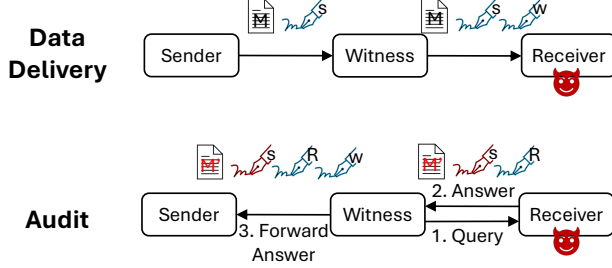 M S M S W
Data
Delivery
Sender
Witness
Receiver
M' S R W M' S R
2. Answer
Audit
Sender
Witness
Receiver
3. Forward
Answer
1. Query